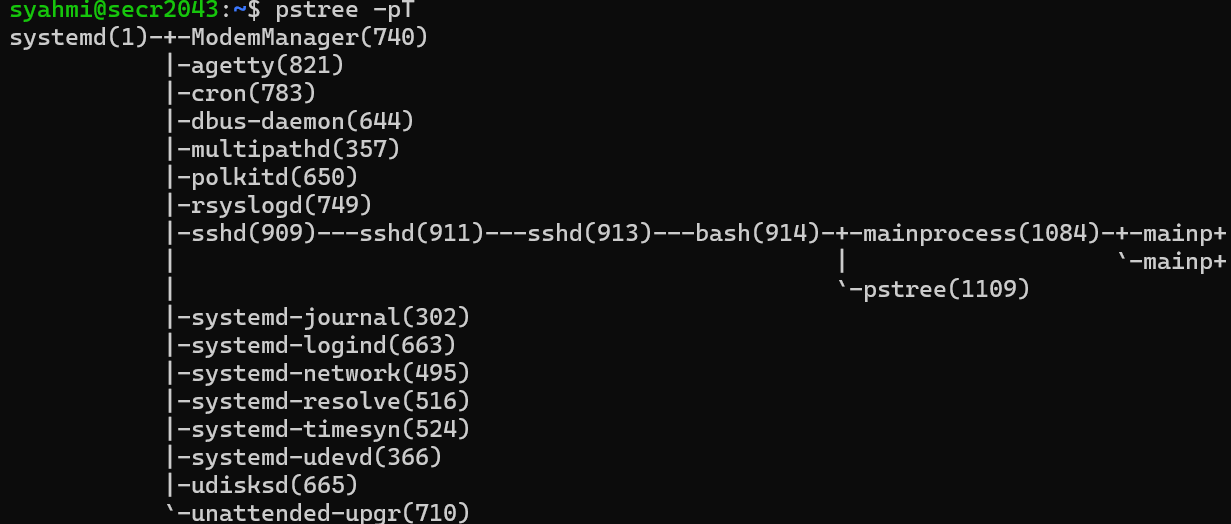 syahmi@secr2043:~$ pstree -pT
systemd(1)-+-ModemManager(740)
           |-agetty(821)
           |-cron(783)
           |-dbus-daemon(644)
           |-multipathd(357)
           |-polkitd(650)
           |-rsyslogd(749)
           |-sshd(909)---sshd(911)---sshd(913)---bash(914)-+-mainprocess(1084)-+-mainp+
           |                                               |                   `-mainp+
           |                                               `-pstree(1109)
           |-systemd-journal(302)
           |-systemd-logind(663)
           |-systemd-network(495)
           |-systemd-resolve(516)
           |-systemd-timesyn(524)
           |-systemd-udevd(366)
           |-udisksd(665)
           `-unattended-upgr(710)